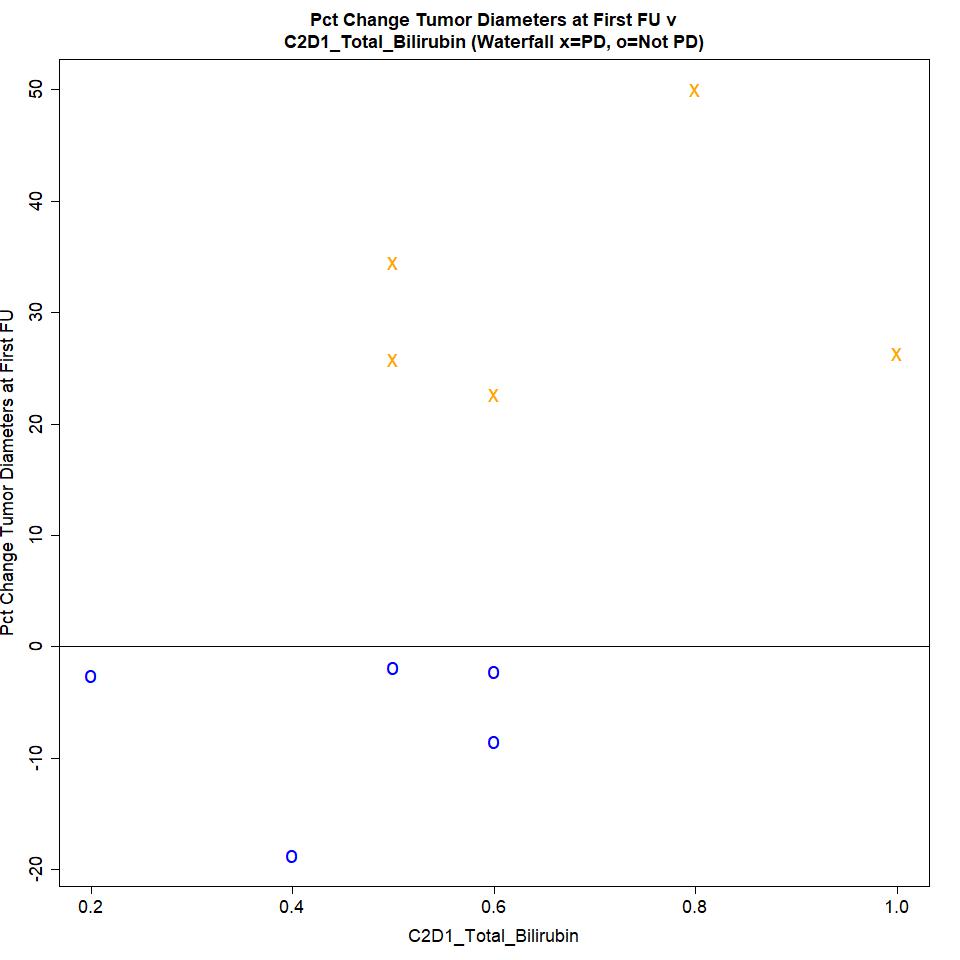 Pct Change Tumor Diameters at First FU v
C2D1_Total_Bilirubin (Waterfall x=PD, o=Not PD)
Pct Change Tumor Diameters at First FU
50
40
30
20
10
0
-10
-20
X
X
X
X
X
O
O
O
O
O
0.2
0.4
0.6
0.8
1.0
C2D1_Total_Bilirubin